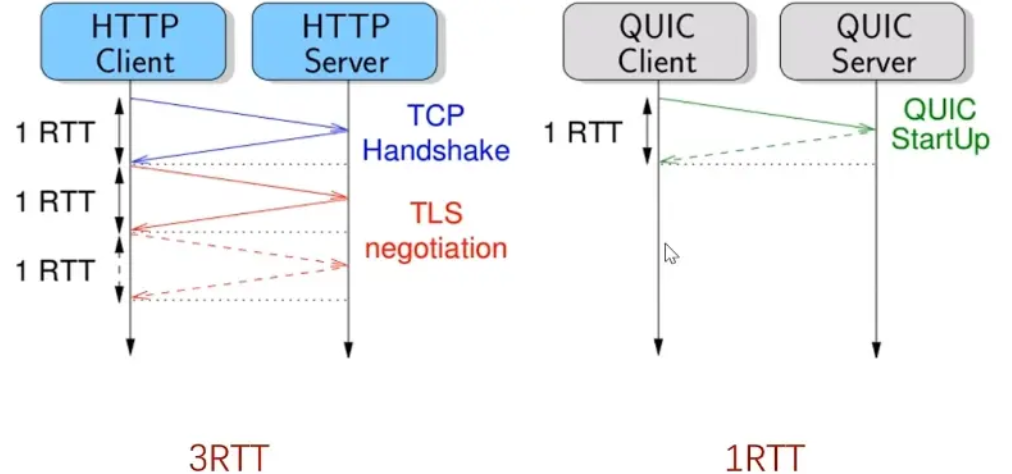 HTTP
Client
HTTP
Server
1 RTT
TCP
Handshake
1 RTT
TLS
negotiation
1 RTT
3RTT
QUIC
Client
QUIC
Server
1 RTT
QUIC
StartUp
1RTT